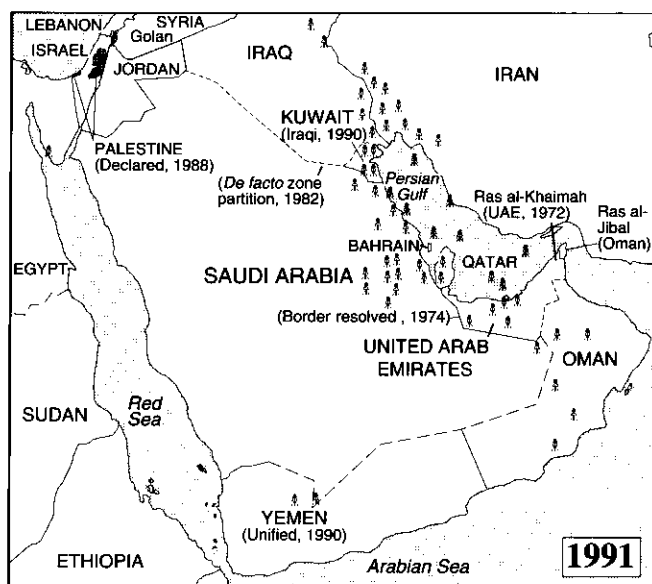 LEBANON
SYRIA
Golan
ISRAEL
IRAQ
IRAN
JORDAN
KUWAIT
(Iraqi, 1990)
PALESTINE
(Declared, 1988)
(De facto zone
partition, 1982)
Persian
Gulf
Ras al-Khaimah
(UAE, 1972)
Ras al-
Jibal
(Oman)
BAHRAIN
QATAR
EGYPT
SAUDI ARABIA
(Border resolved , 1974)
UNITED ARAB
EMIRATES
OMAN
SUDAN
Red
Sea
YEMEN
(Unified, 1990)
ETHIOPIA
Arabian Sea
1991